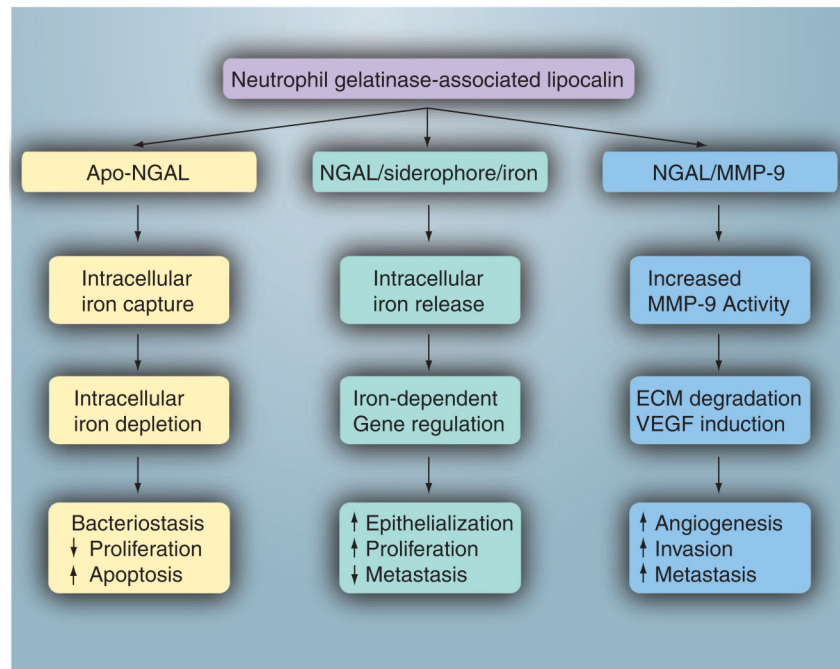 Neutrophil gelatinase-associated lipocalin
Apo-NGAL
Intracellular
iron capture
Intracellular
iron depletion
Bacteriostasis
↓ Proliferation
↑ Apoptosis
NGAL/siderophore/iron
Intracellular
iron release
Iron-dependent
Gene regulation
↑ Epithelialization
↑ Proliferation
↓ Metastasis
NGAL/MMP-9
Increased
MMP-9 Activity
ECM degradation
VEGF induction
↑ Angiogenesis
↑ Invasion
↑ Metastasis